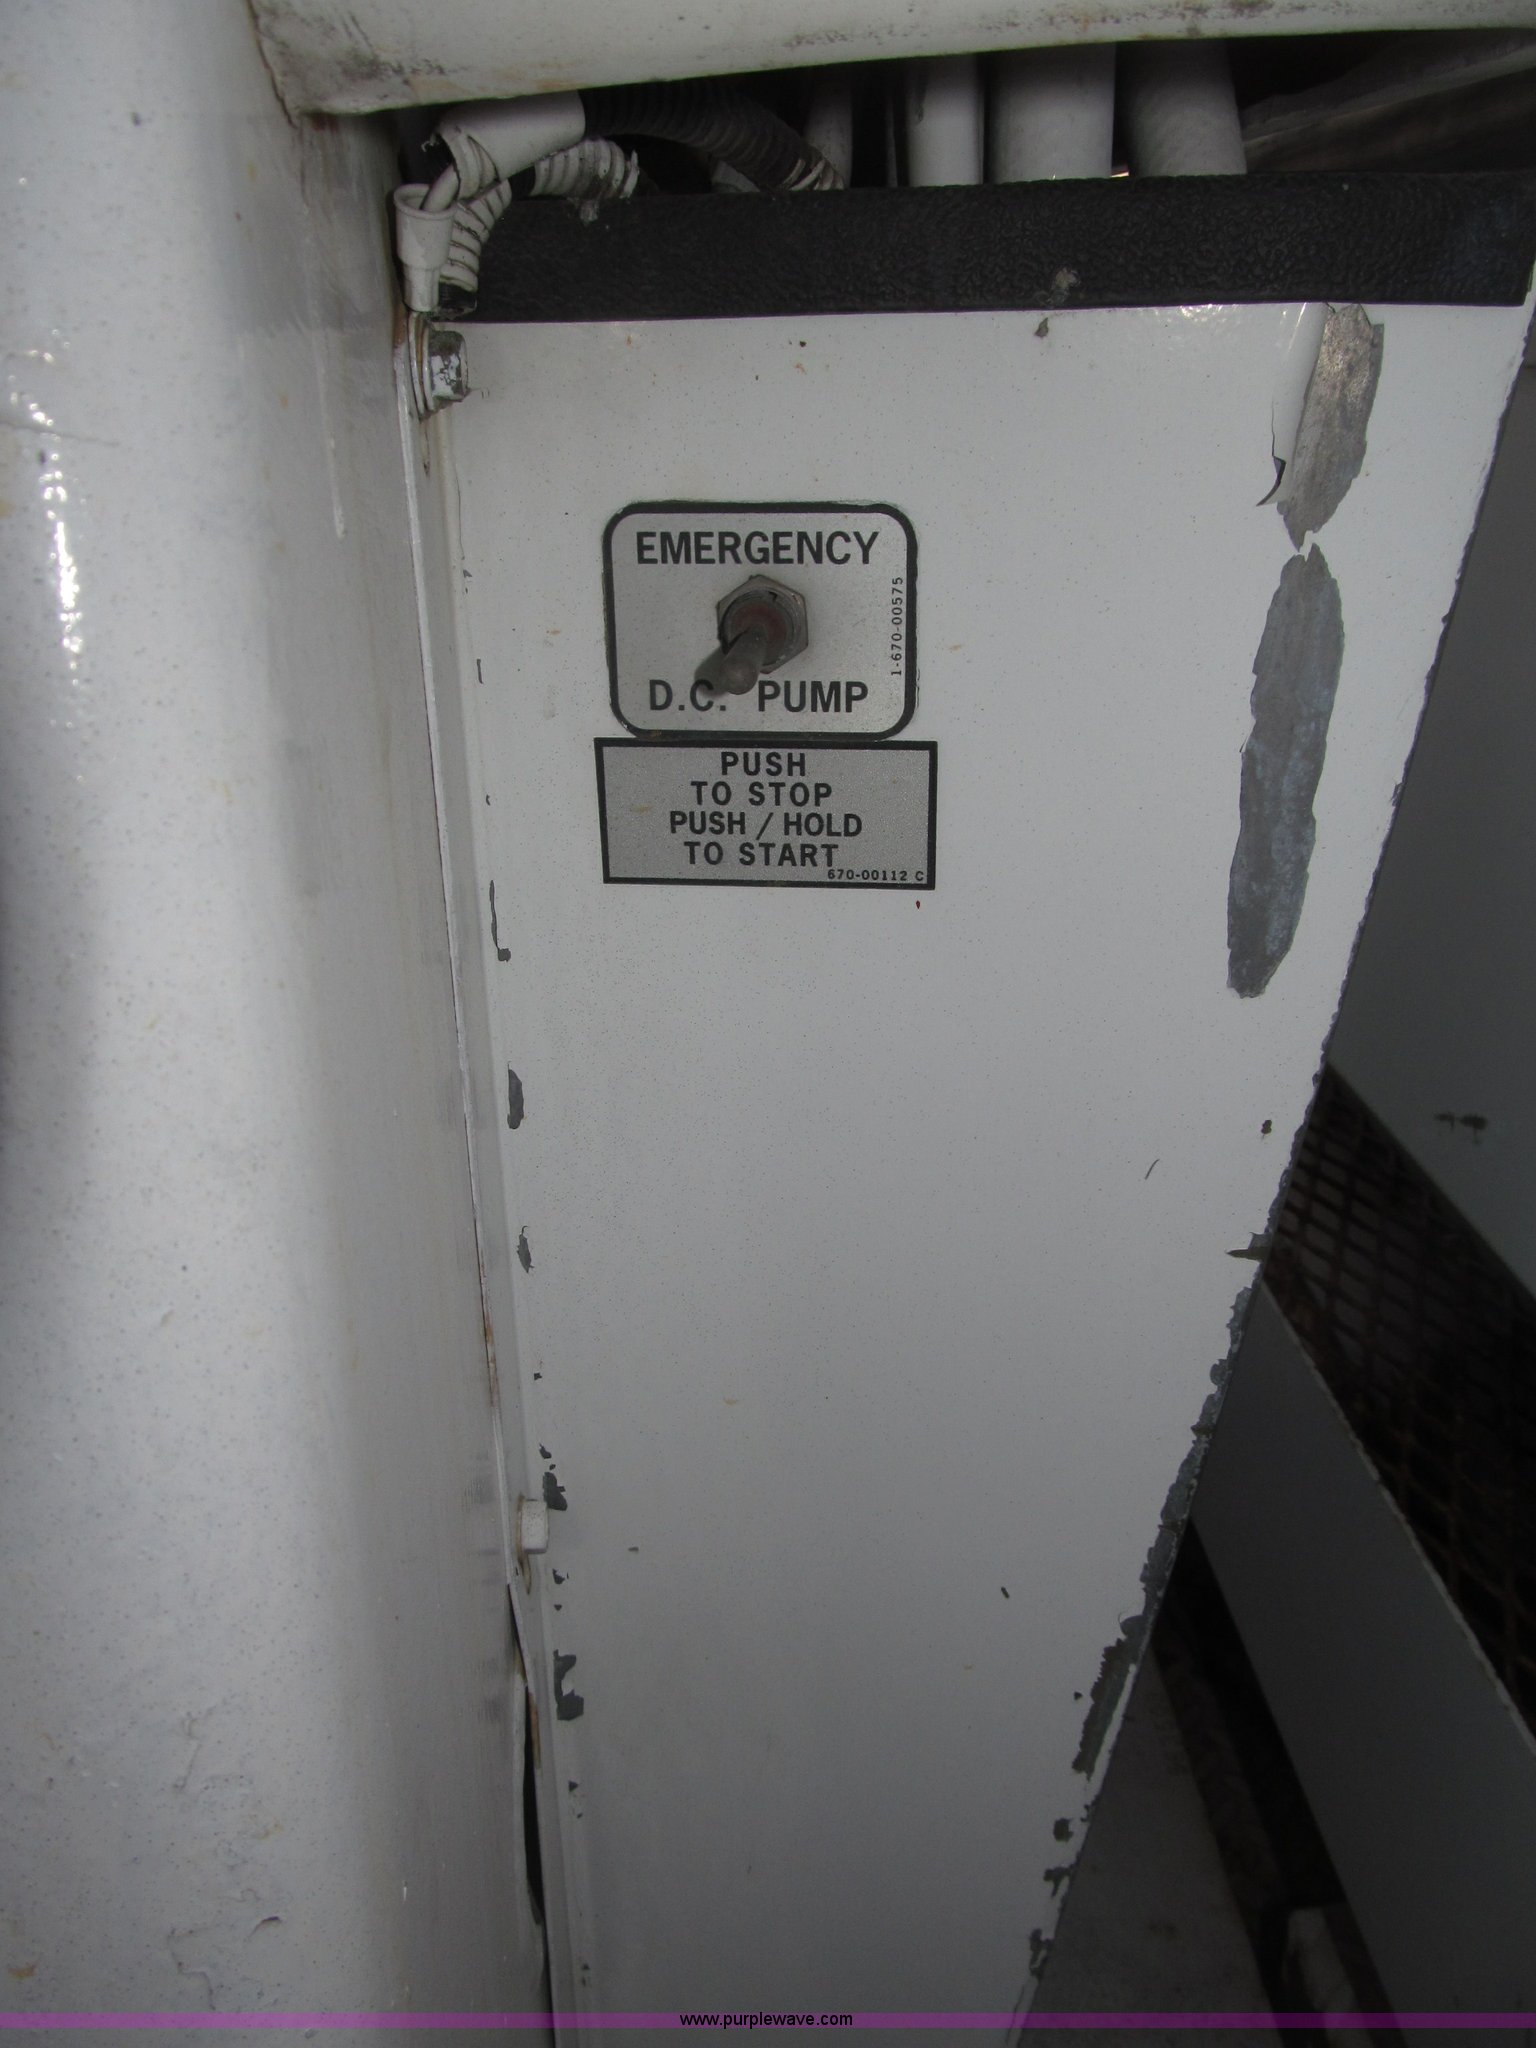 EMERGENCY
1-670-00575
D.C. PUMP
PUSH
TO STOP
PUSH / HOLD
TO START
670-00112 C
www.purplewave.com